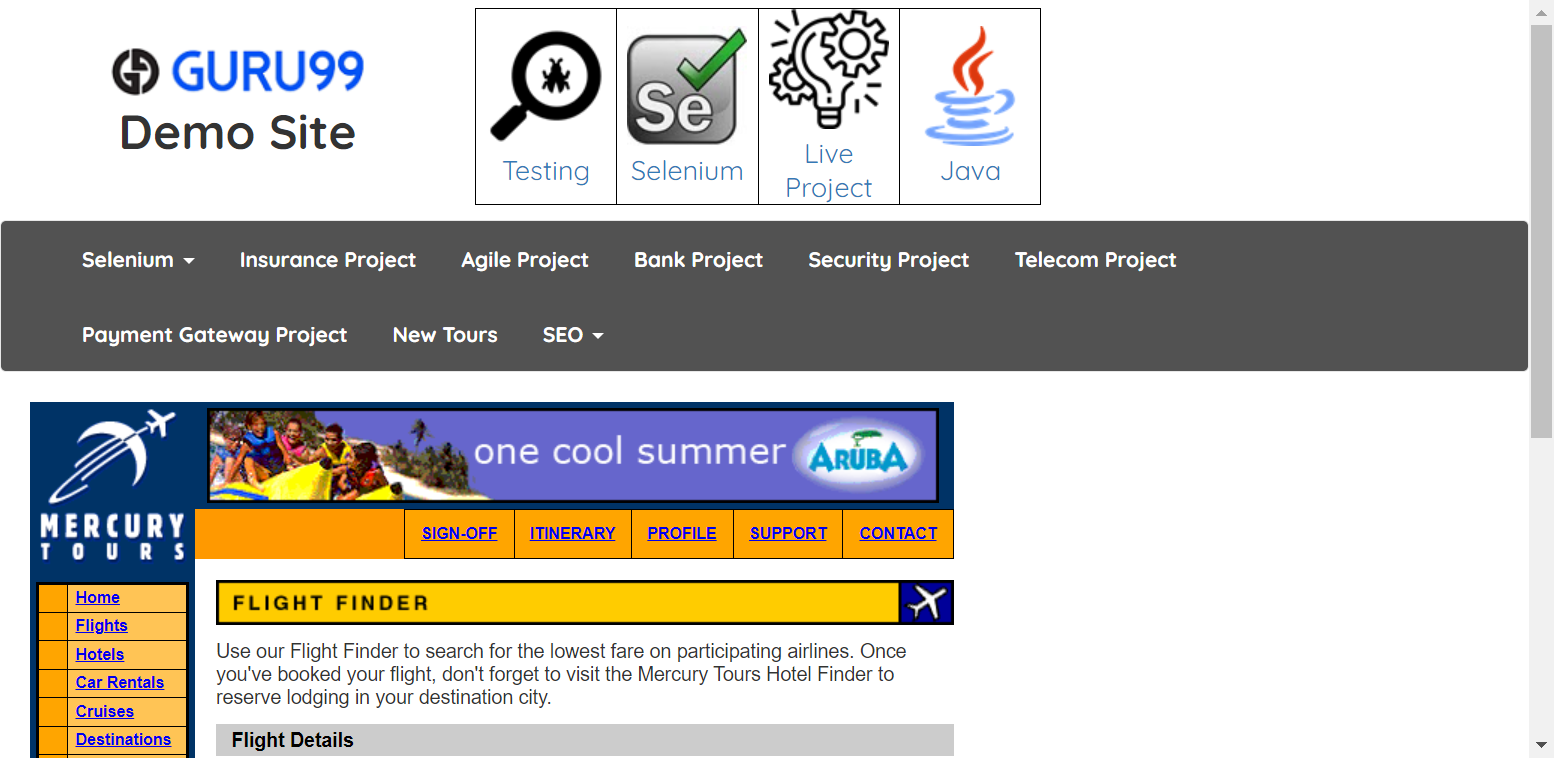 GURU99
Demo Site
Testing
Se
Selenium
Live
Project
Java
Selenium
Insurance Project
Agile Project
Bank Project
Security Project
Telecom Project
Payment Gateway Project
New Tours
SEO
MERCURY
TOURS
one cool summer
ARUBA
SIGN-OFF
ITINERARY
PROFILE
SUPPORT
CONTACT
Home
Flights
Hotels
Car Rentals
Cruises
Destinations
FLIGHT FINDER
Use our Flight Finder to search for the lowest fare on participating airlines. Once
you've booked your flight, don't forget to visit the Mercury Tours Hotel Finder to
reserve lodging in your destination city.
Flight Details